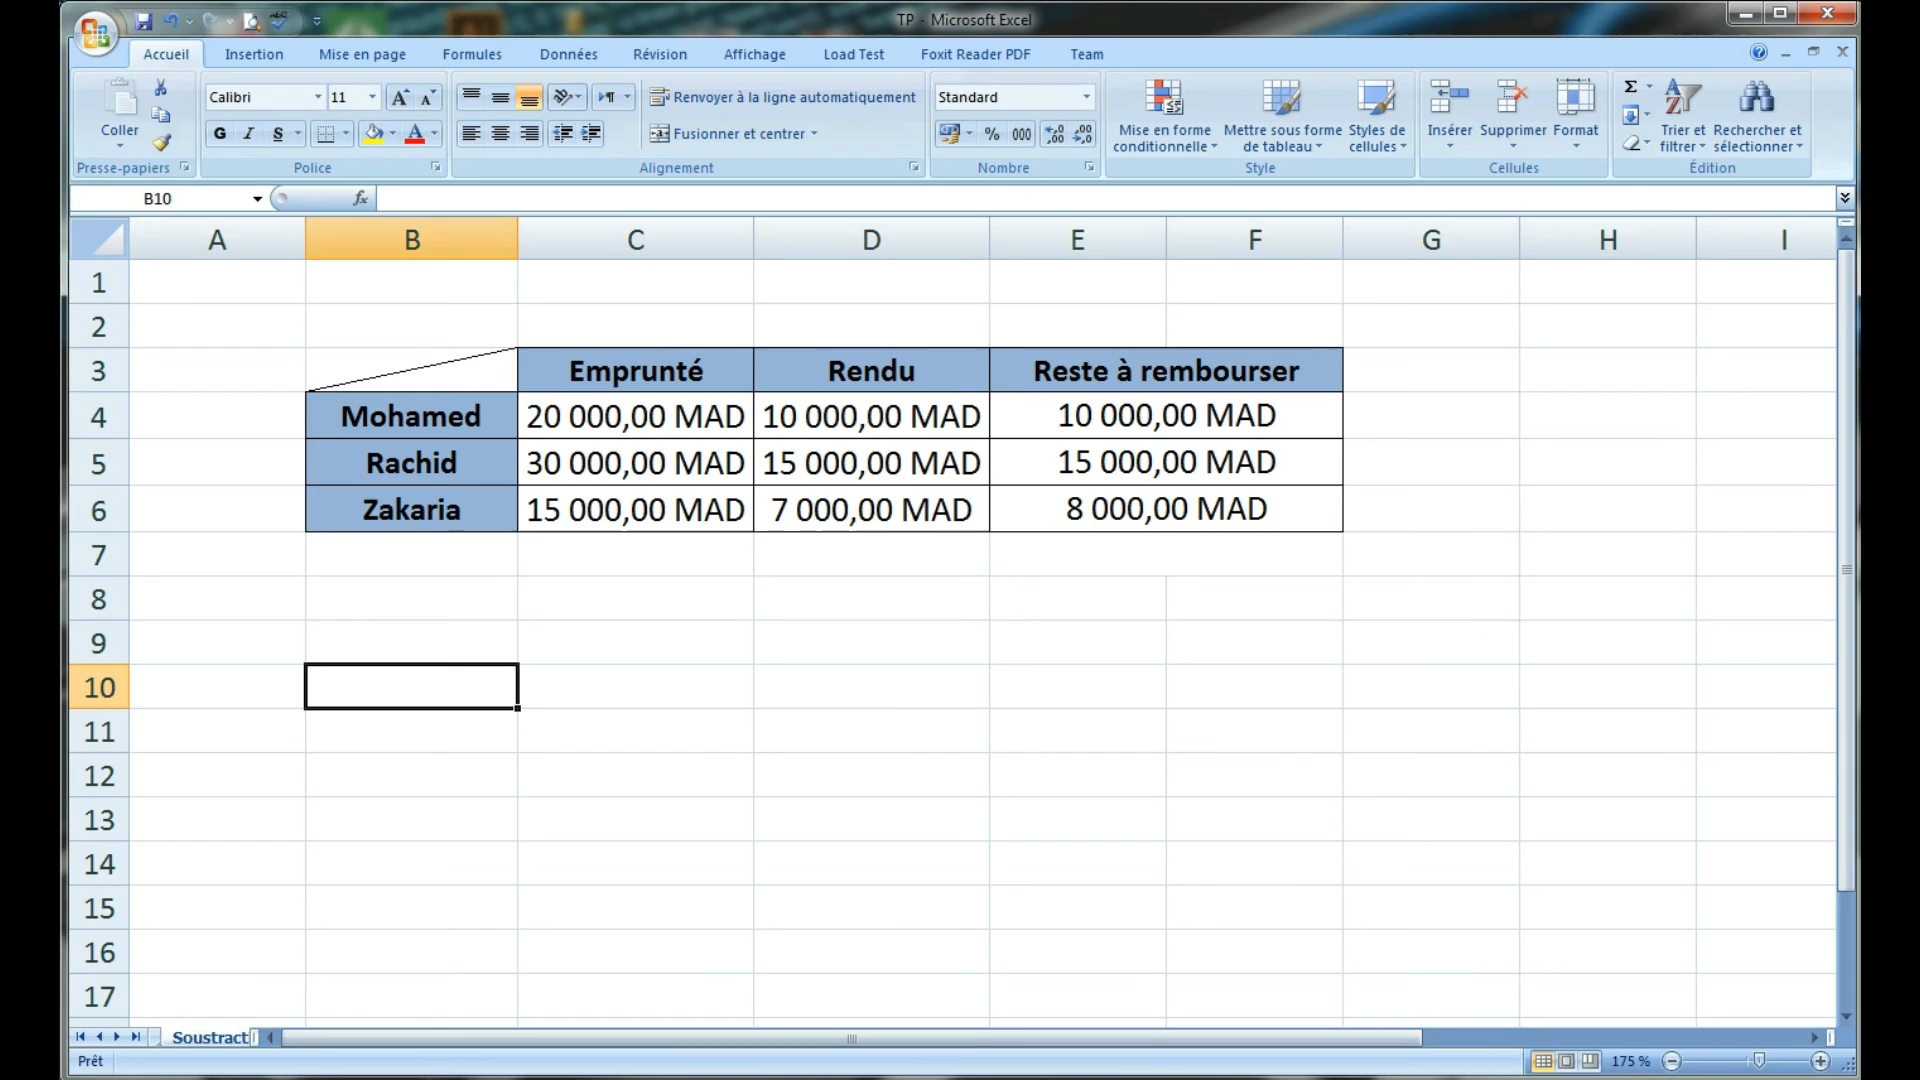 TP - Microsoft Excel
Accueil Insertion Mise en page Formules Données Révision Affichage Load Test Foxit Reader PDF Team
Coller
Presse-papiers
Calibri 11
G I S
Police
Renvoyer à la ligne automatiquement
Fusionner et centrer
Alignement
Standard
% 000
Nombre
Mise en forme conditionnelle
Mettre sous forme de tableau
Styles de cellules
Style
Insérer Supprimer Format
Cellules
Σ
Trier et filtrer
Rechercher et sélectionner
Édition
B10 fx
A B C D E F G H I
1
2
3 Emprunté Rendu Reste à rembourser
4 Mohamed 20 000,00 MAD 10 000,00 MAD 10 000,00 MAD
5 Rachid 30 000,00 MAD 15 000,00 MAD 15 000,00 MAD
6 Zakaria 15 000,00 MAD 7 000,00 MAD 8 000,00 MAD
7
8
9
10
11
12
13
14
15
16
17
Soustract
Prêt 175 %